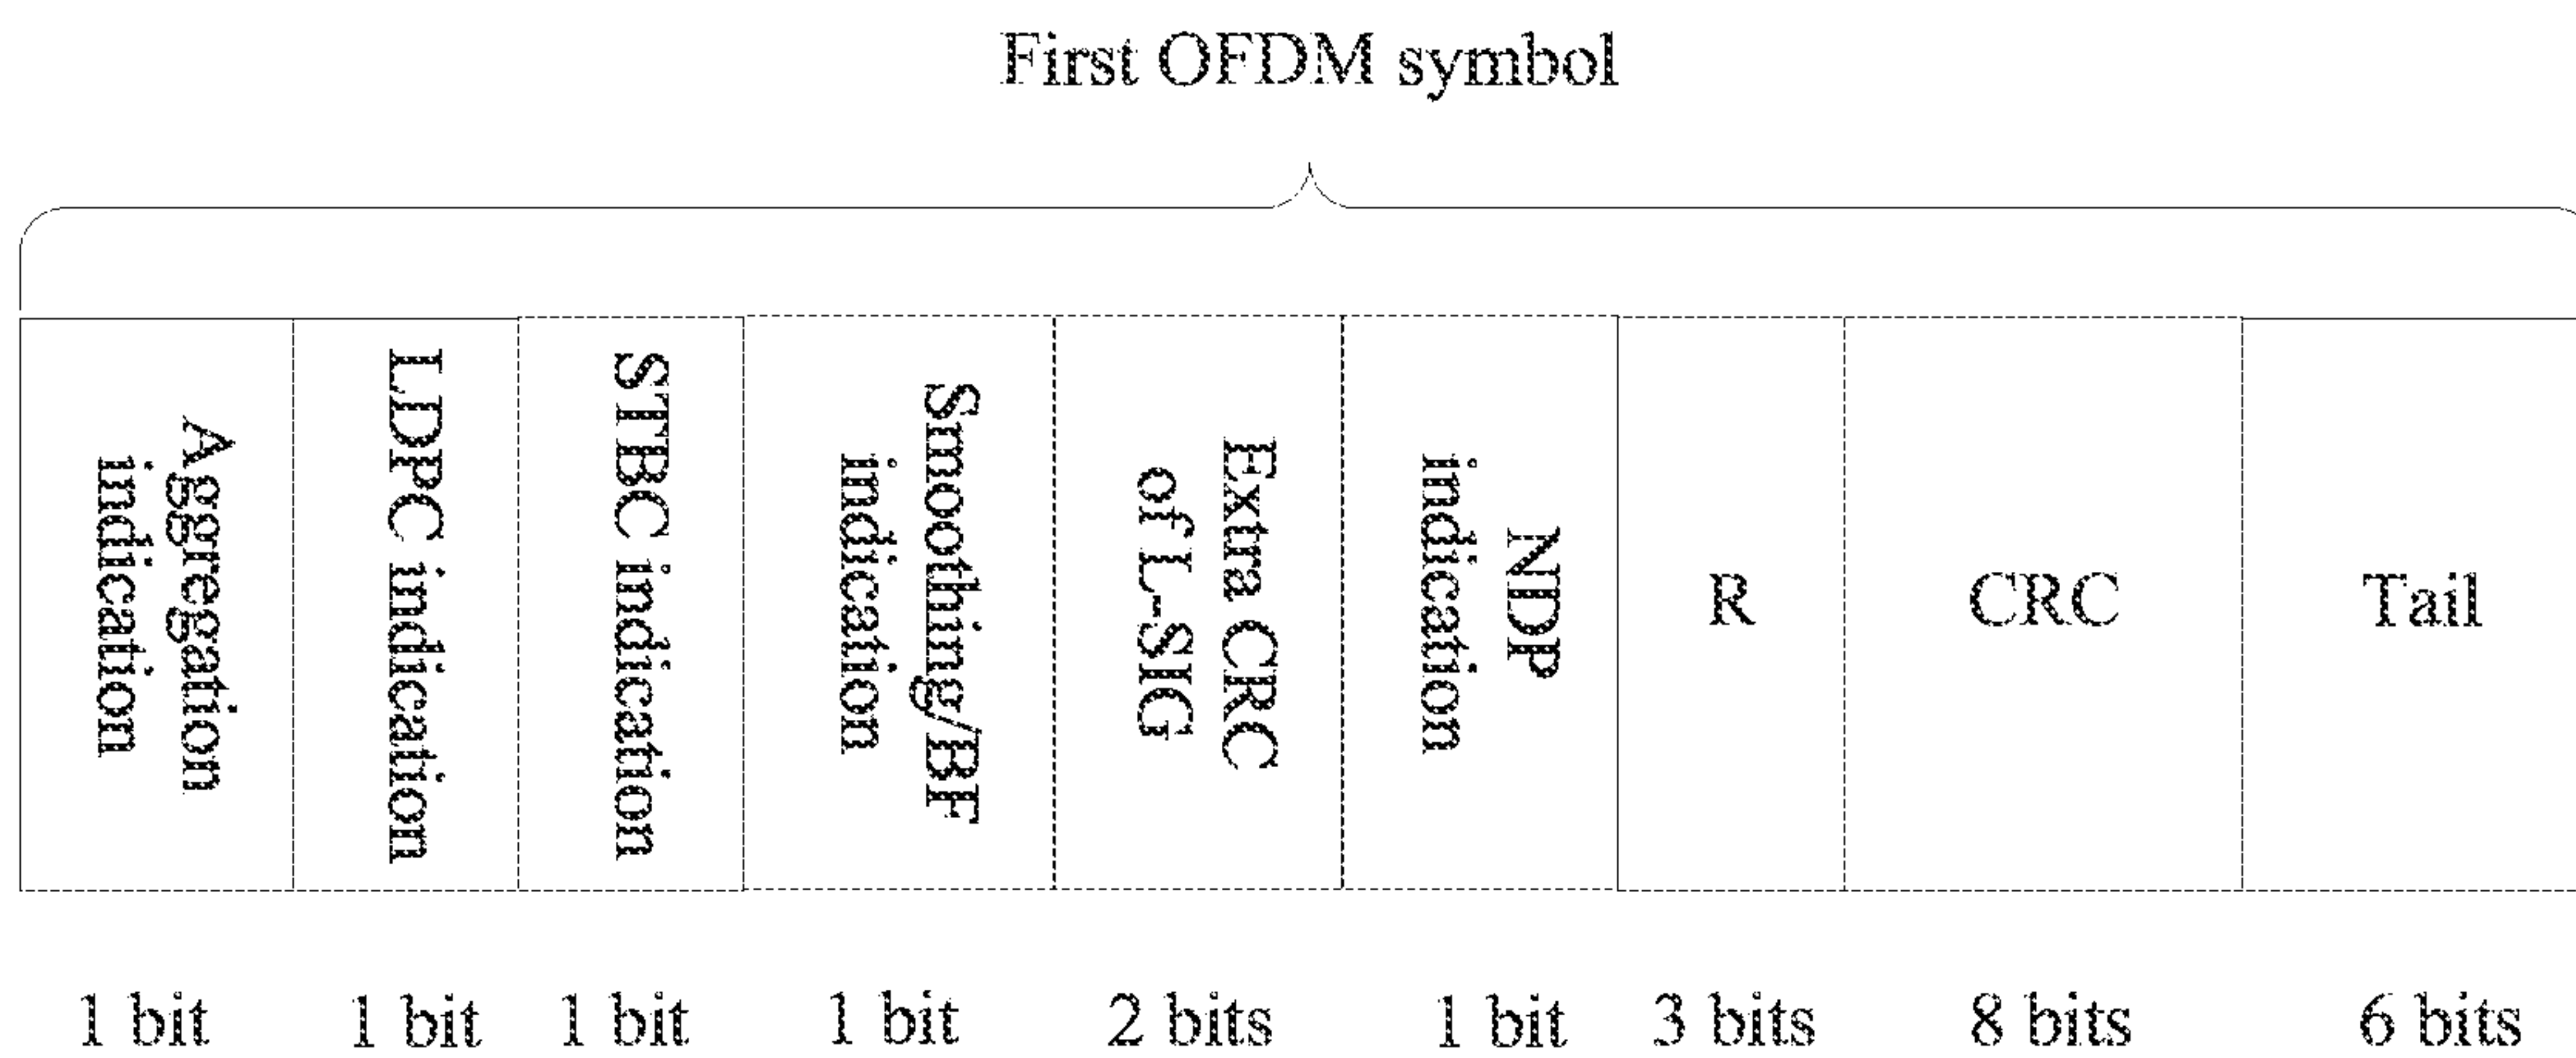 First OFDM symbol
Aggregation
indication
LDPC indication
STBC indication
Smoothing/BF
indication
Extra CRC
of L-SIG
NDP
indication
R
CRC
Tail
1 bit
1 bit
1 bit
1 bit
2 bits
1 bit
3 bits
8 bits
6 bits